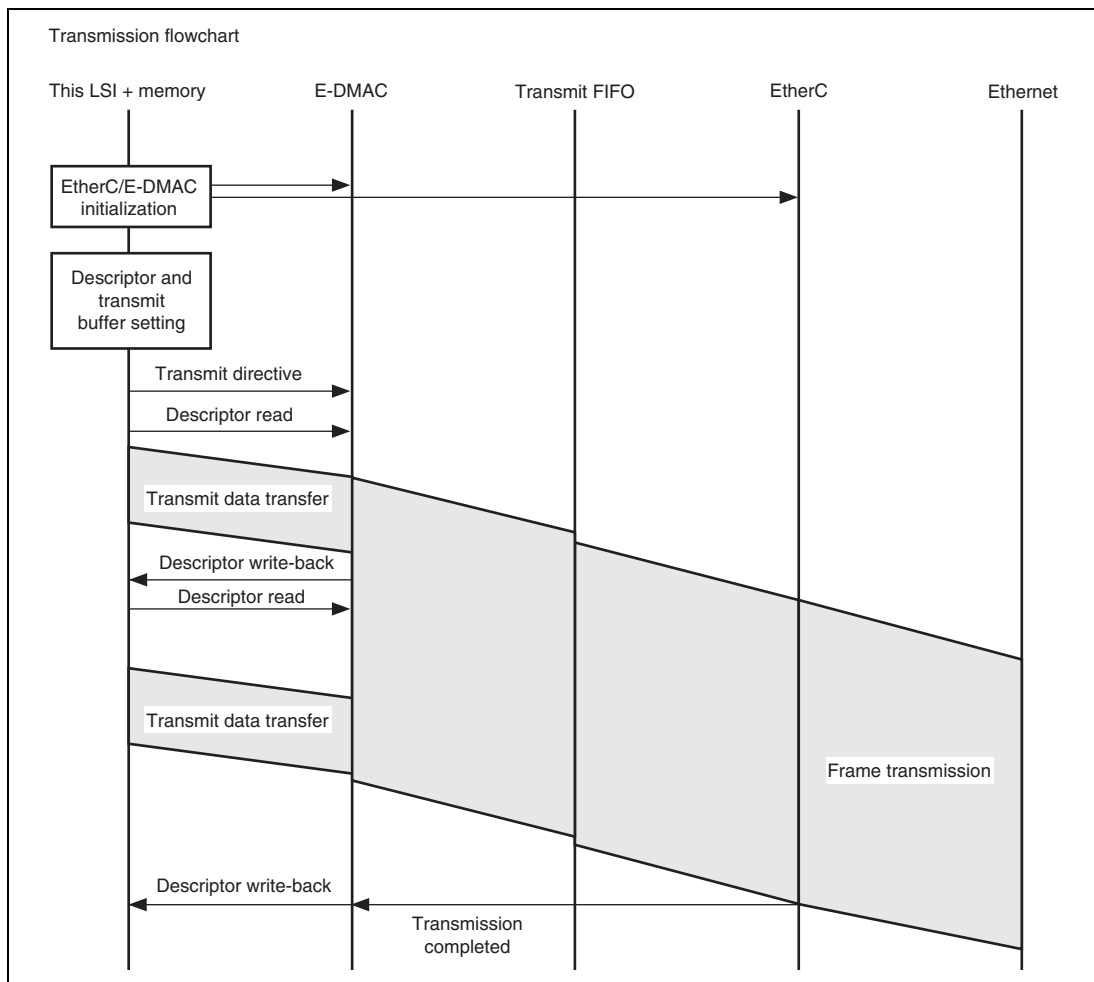 Transmission flowchart
This LSI + memory
E-DMAC
Transmit FIFO
EtherC
Ethernet
EtherC/E-DMAC
initialization
Descriptor and
transmit
buffer setting
Transmit directive
Descriptor read
Transmit data transfer
Descriptor write-back
Descriptor read
Transmit data transfer
Frame transmission
Descriptor write-back
Transmission
completed